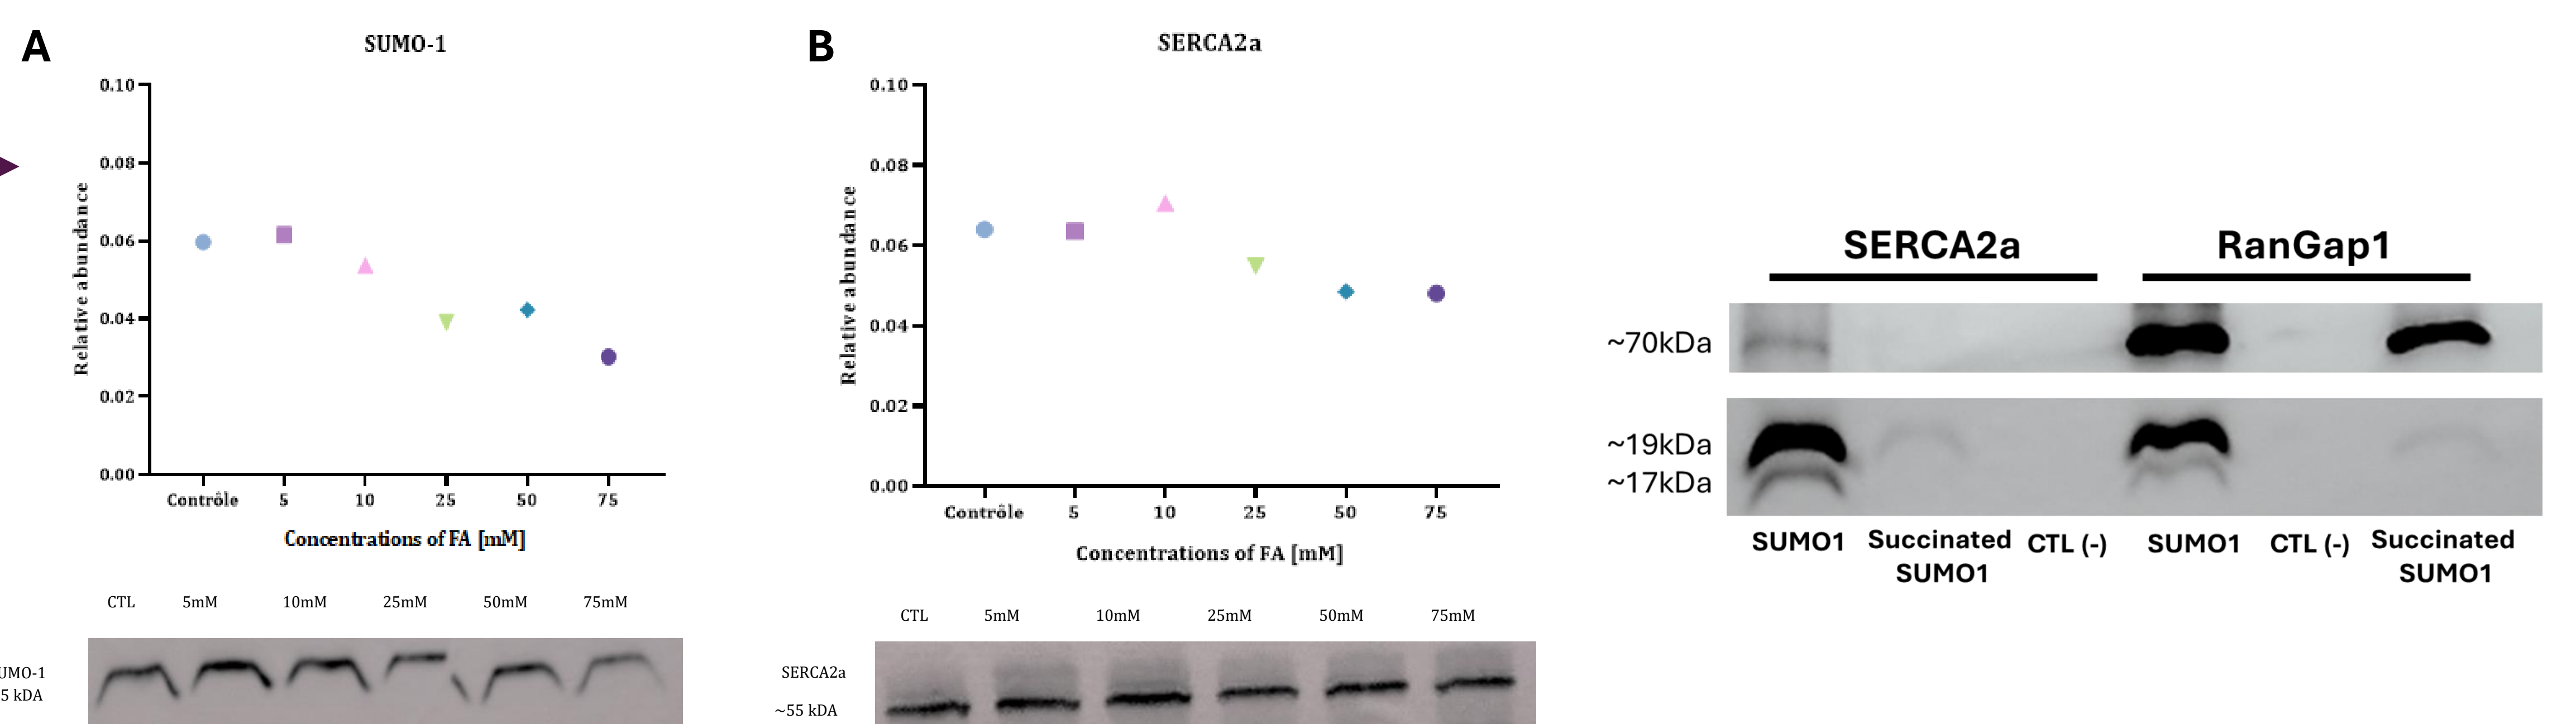 A
SUMO-1
0.10
0.08
0.06
0.04
0.02
0.00
Relative abundance
Contrôle 5 10 25 50 75
Concentrations of FA [mM]
CTL 5mM 10mM 25mM 50mM 75mM
UMO-1
5 kDA
B
SERCA2a
0.10
0.08
0.06
0.04
0.02
0.00
Relative abundance
Contrôle 5 10 25 50 75
Concentrations of FA [mM]
CTL 5mM 10mM 25mM 50mM 75mM
SERCA2a
~55 kDA
SERCA2a RanGap1
~70kDa
~19kDa
~17kDa
SUMO1 Succinated CTL (-) SUMO1 CTL (-) Succinated
SUMO1 SUMO1